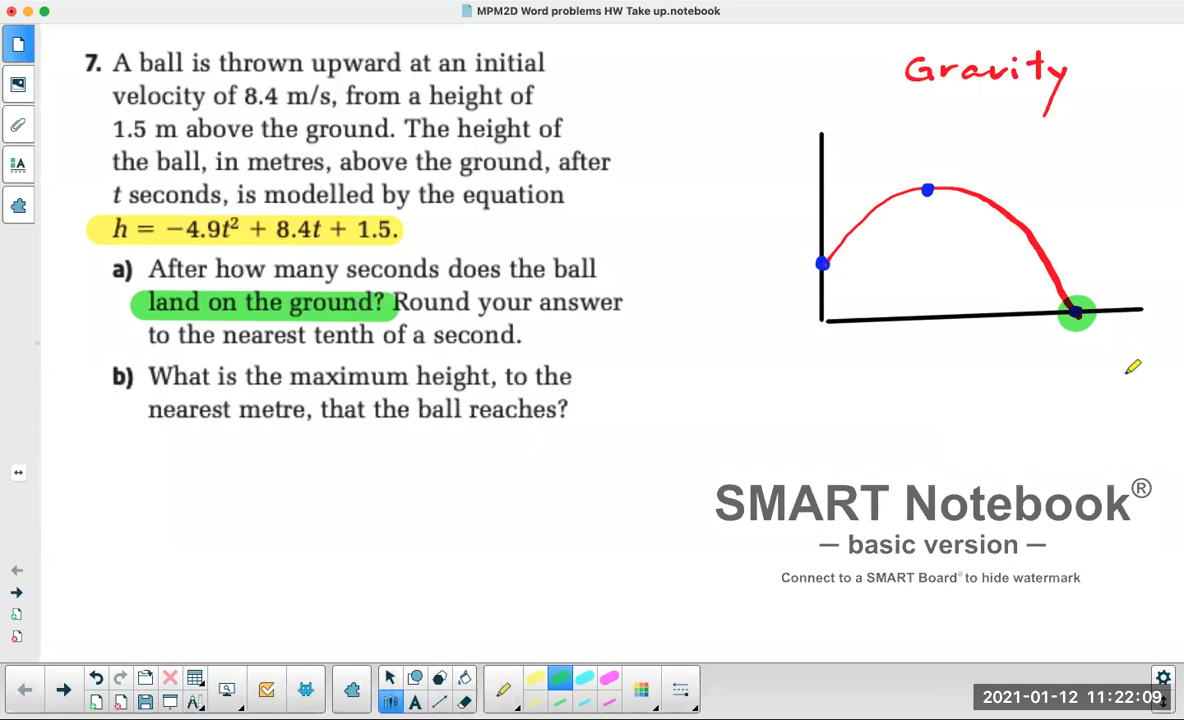 MPM2D Word problems HW Take up.notebook
7. A ball is thrown upward at an initial
velocity of 8.4 m/s, from a height of
1.5 m above the ground. The height of
the ball, in metres, above the ground, after
t seconds, is modelled by the equation
h = −4.9t² + 8.4t + 1.5.
a) After how many seconds does the ball
land on the ground? Round your answer
to the nearest tenth of a second.
b) What is the maximum height, to the
nearest metre, that the ball reaches?
Gravity
SMART Notebook®
— basic version —
Connect to a SMART Board® to hide watermark
2021-01-12 11:22:09